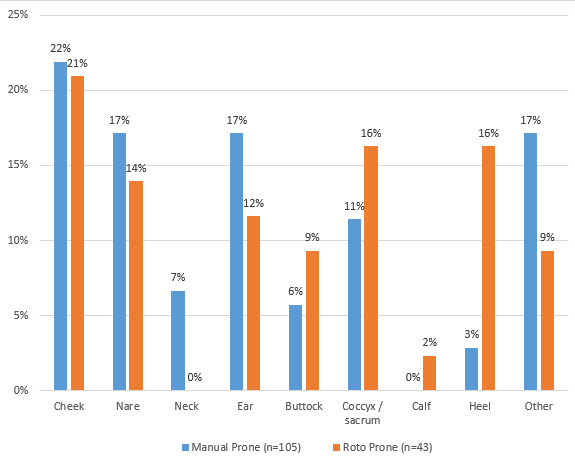 25%
20%
15%
10%
5%
0%
22%
21%
17%
14%
7%
0%
17%
12%
6%
9%
11%
16%
0%
2%
3%
16%
17%
9%
Cheek
Nare
Neck
Ear
Buttock
Coccyx /
sacrum
Calf
Heel
Other
Manual Prone (n=105)
Roto Prone (n=43)